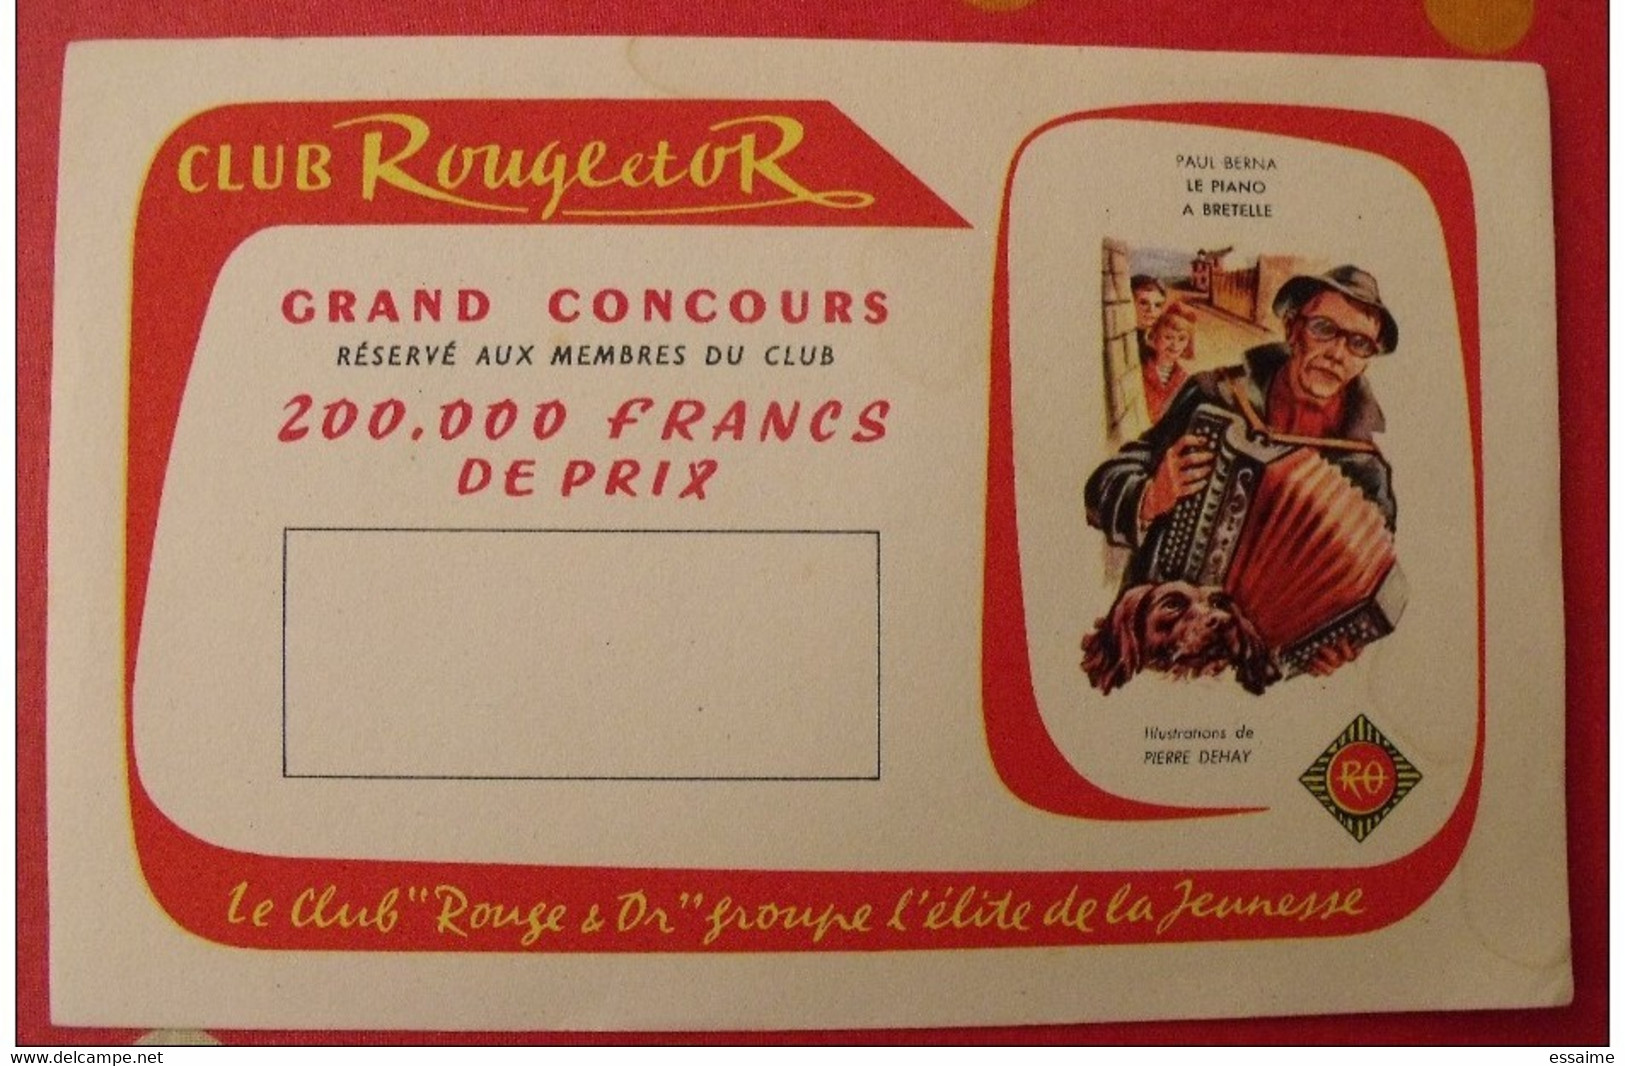 CLUB Rouge et OR
GRAND CONCOURS
RÉSERVÉ AUX MEMBRES DU CLUB
200.000 FRANCS
DE PRIX
PAUL BERNA
LE PIANO
A BRETELLE
Illustrations de
PIERRE DEHAY
RO
Le Club "Rouge & Or" groupe l'élite de la Jeunesse
www.delcampe.net
essaime